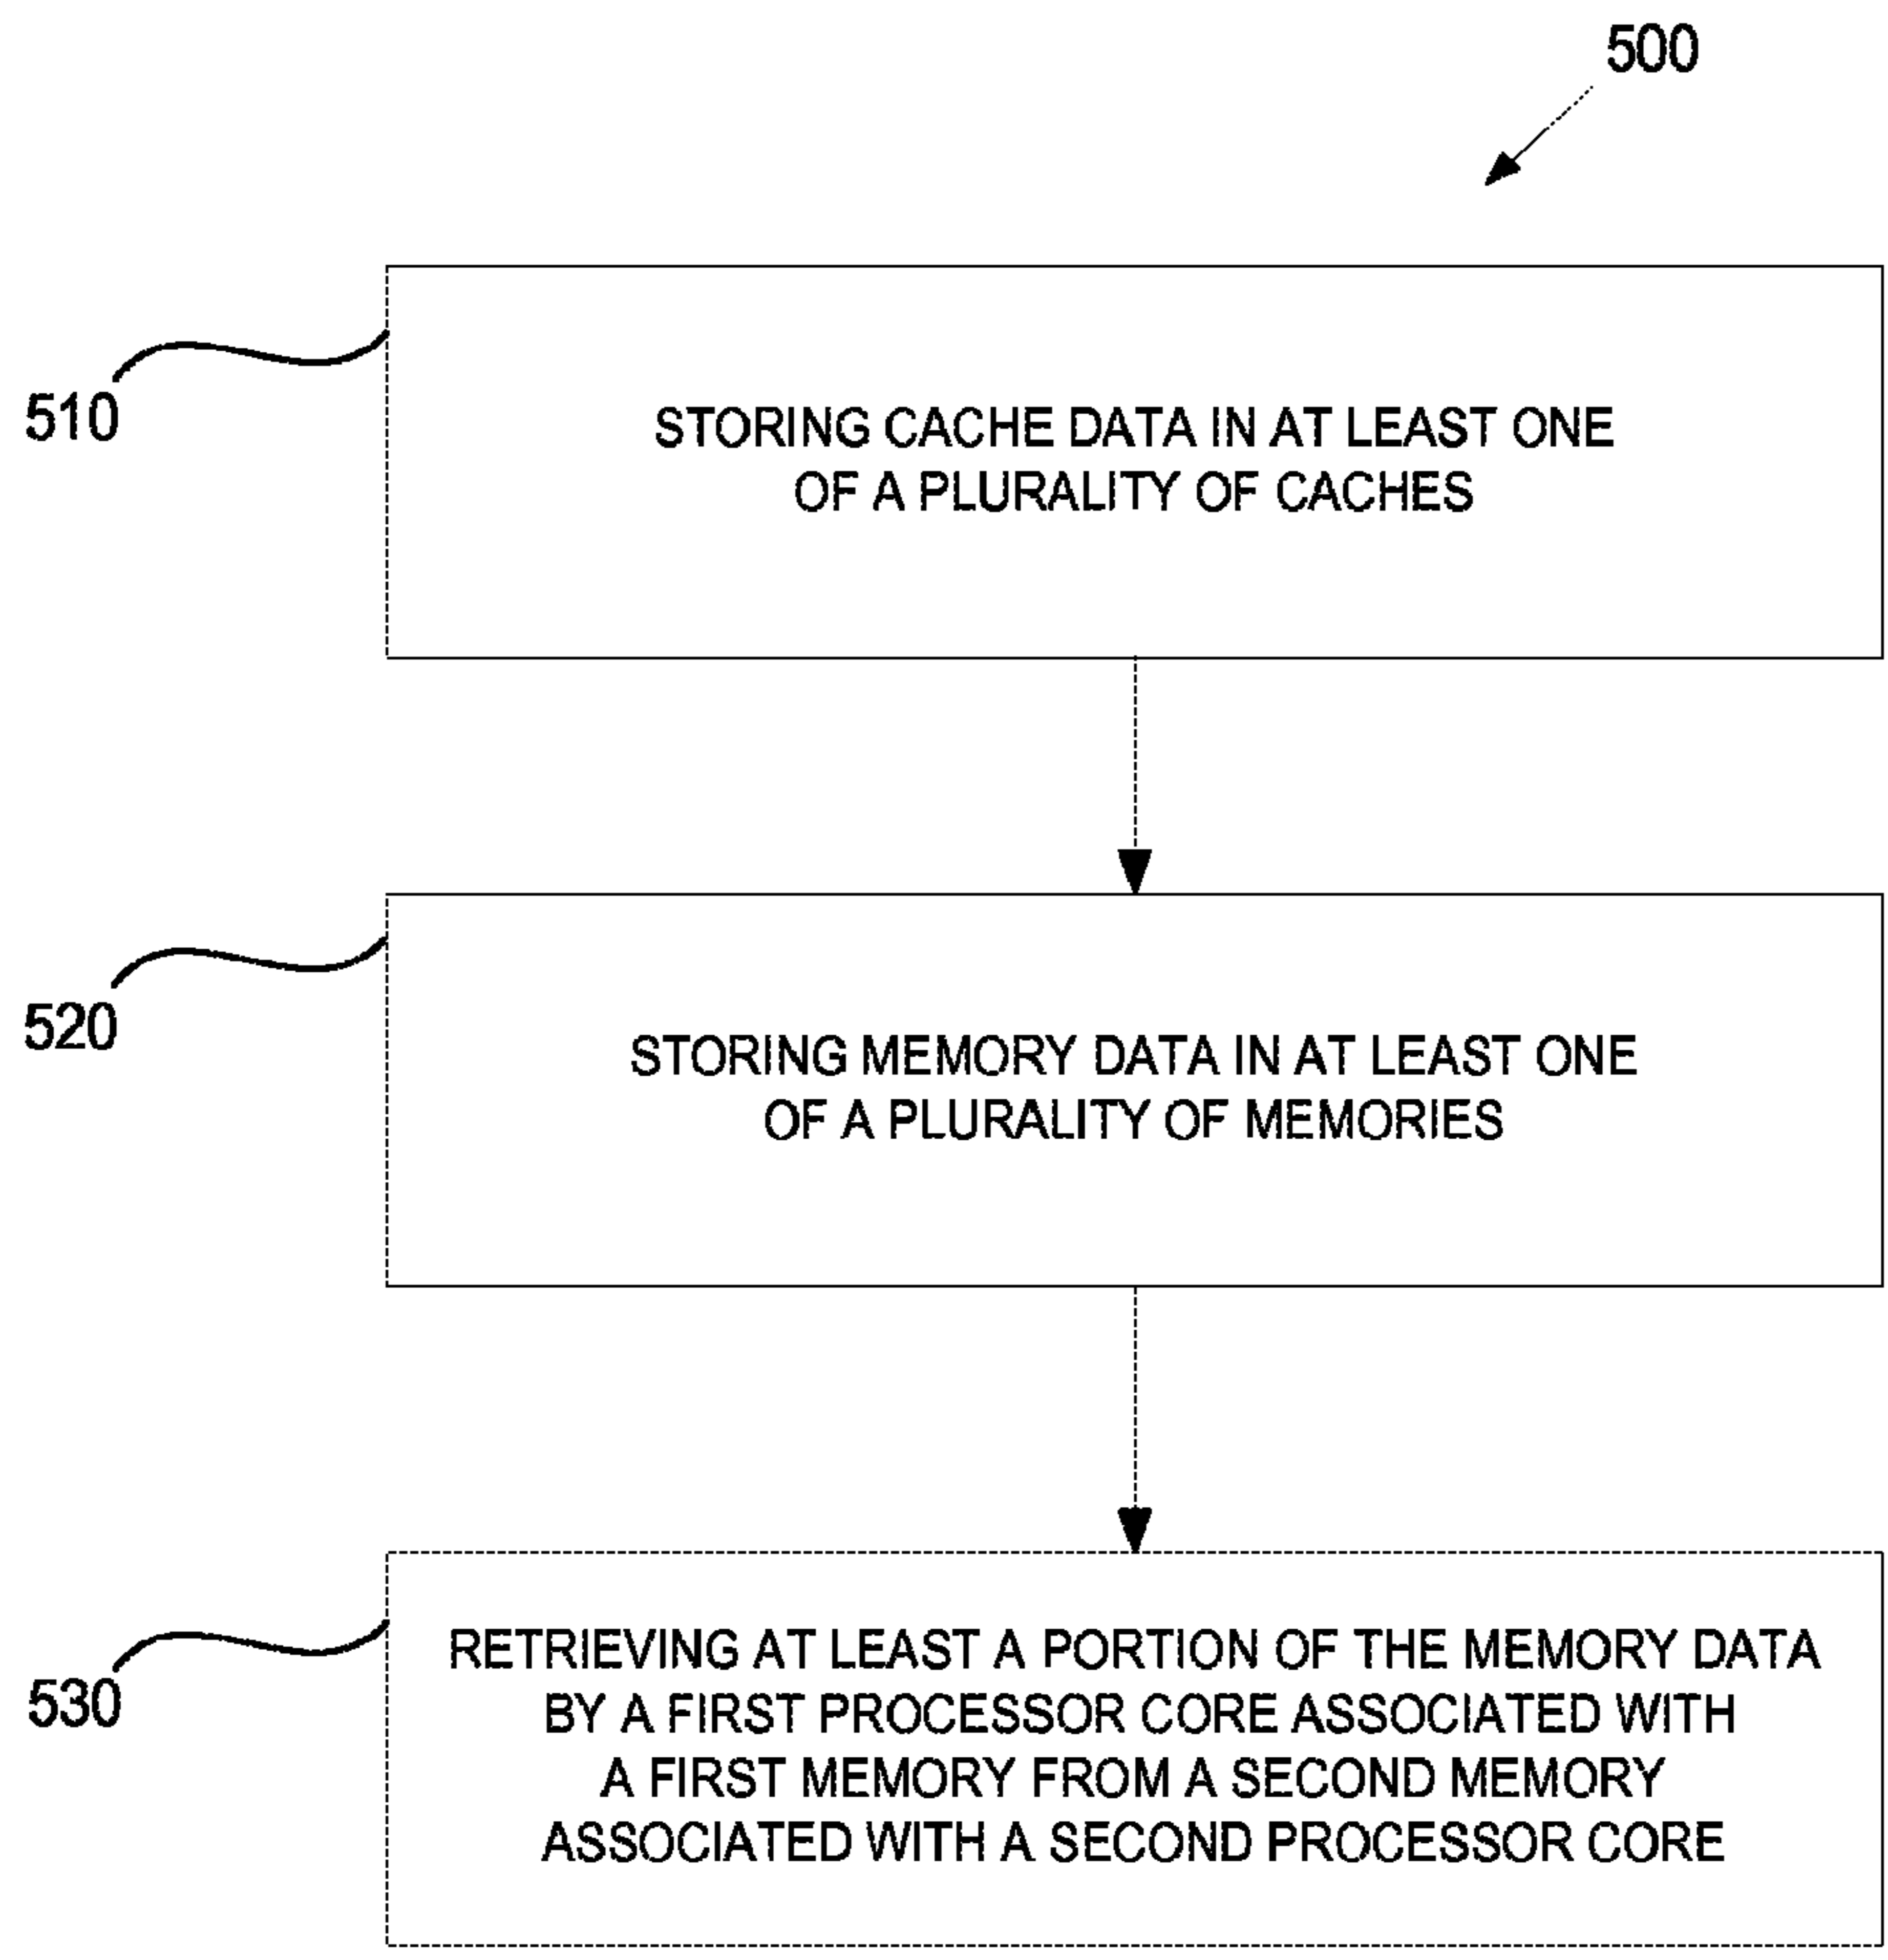 500
510
STORING CACHE DATA IN AT LEAST ONE
OF A PLURALITY OF CACHES
520
STORING MEMORY DATA IN AT LEAST ONE
OF A PLURALITY OF MEMORIES
530
RETRIEVING AT LEAST A PORTION OF THE MEMORY DATA
BY A FIRST PROCESSOR CORE ASSOCIATED WITH
A FIRST MEMORY FROM A SECOND MEMORY
ASSOCIATED WITH A SECOND PROCESSOR CORE